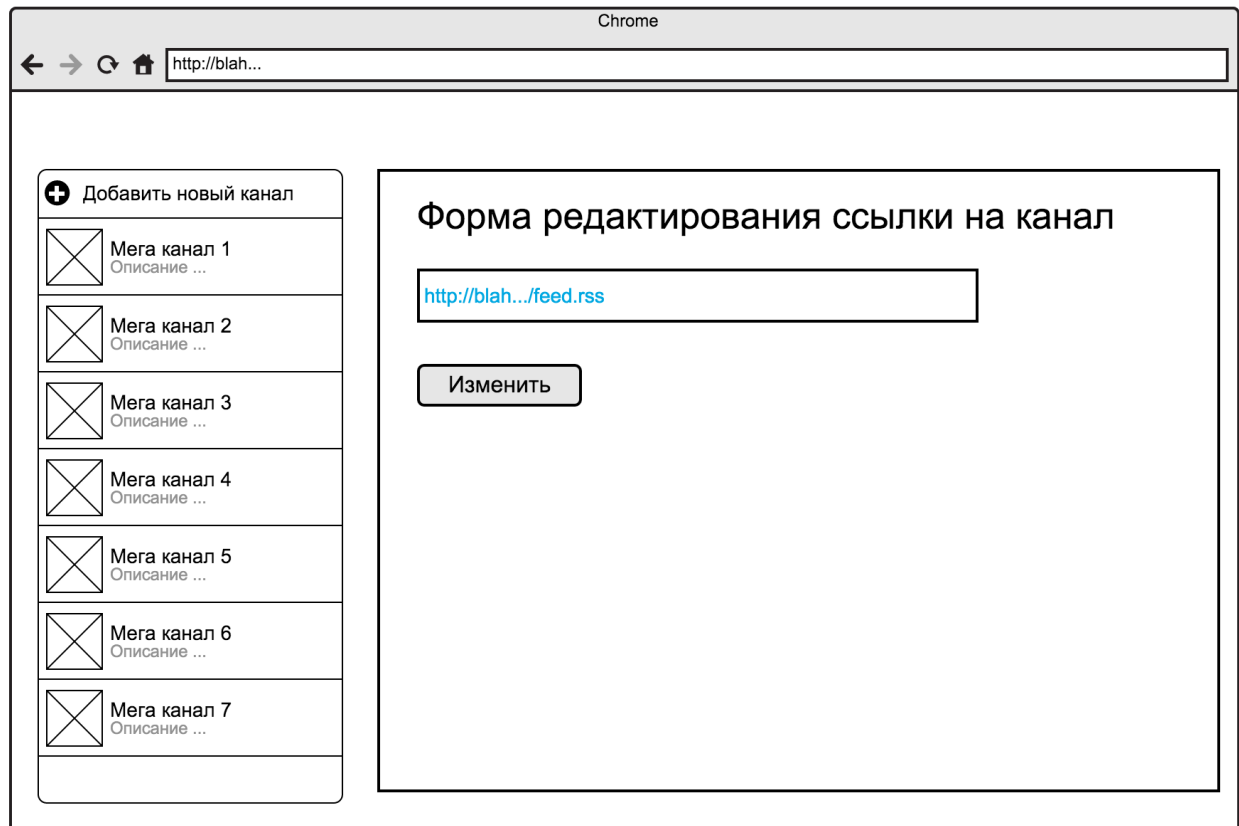 Chrome
http://blah...
Добавить новый канал
Мега канал 1
Описание ...
Мега канал 2
Описание ...
Мега канал 3
Описание ...
Мега канал 4
Описание ...
Мега канал 5
Описание ...
Мега канал 6
Описание ...
Мега канал 7
Описание ...
Форма редактирования ссылки на канал
http://blah.../feed.rss
Изменить